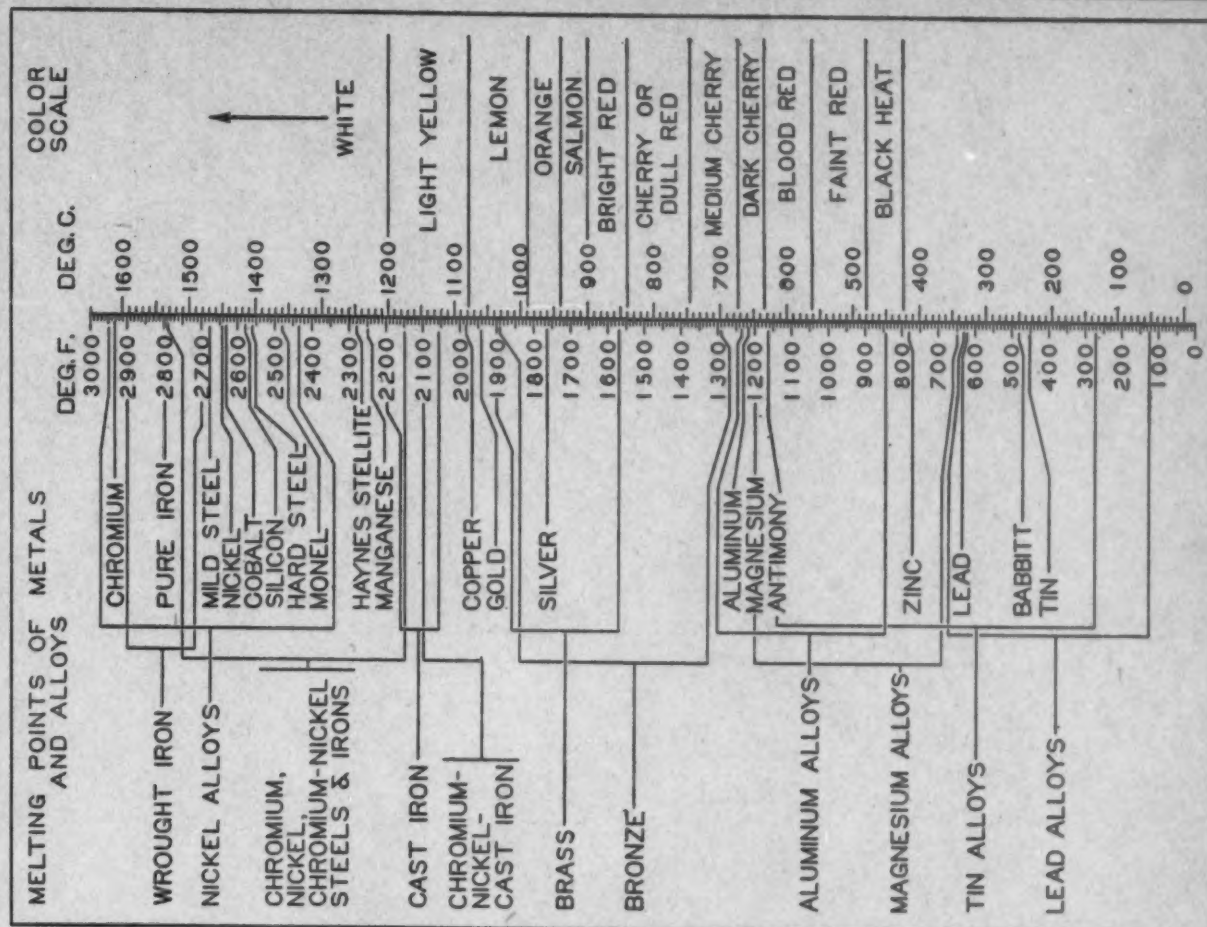 MELTING POINTS OF METALS
AND ALLOYS
DEG.F.
DEG.C.
COLOR
SCALE
WROUGHT IRON
NICKEL ALLOYS
CHROMIUM,
NICKEL,
CHROMIUM-NICKEL
STEELS & IRONS
CAST IRON
CHROMIUM-
NICKEL-
CAST IRON
BRASS
BRONZE
ALUMINUM ALLOYS
MAGNESIUM ALLOYS
TIN ALLOYS
LEAD ALLOYS
CHROMIUM
PURE IRON
MILD STEEL
NICKEL
COBALT
SILICON
HARD STEEL
MONEL
HAYNES STELLITE
MANGANESE
COPPER
GOLD
SILVER
ALUMINIUM
MAGNESIUM
ANTIMONY
ZINC
LEAD
BABBITT
TIN
3000
2900
2800
2700
2600
2500
2400
2300
2200
2100
2000
1900
1800
1700
1600
1500
1400
1300
1200
1100
1000
900
800
700
600
500
400
300
200
100
0
1600
1500
1400
1300
1200
1100
1000
900
800
700
600
500
400
300
200
100
0
WHITE
LIGHT YELLOW
LEMON
ORANGE
SALMON
BRIGHT RED
CHERRY OR
DULL RED
MEDIUM CHERRY
DARK CHERRY
BLOOD RED
FAINT RED
BLACK HEAT